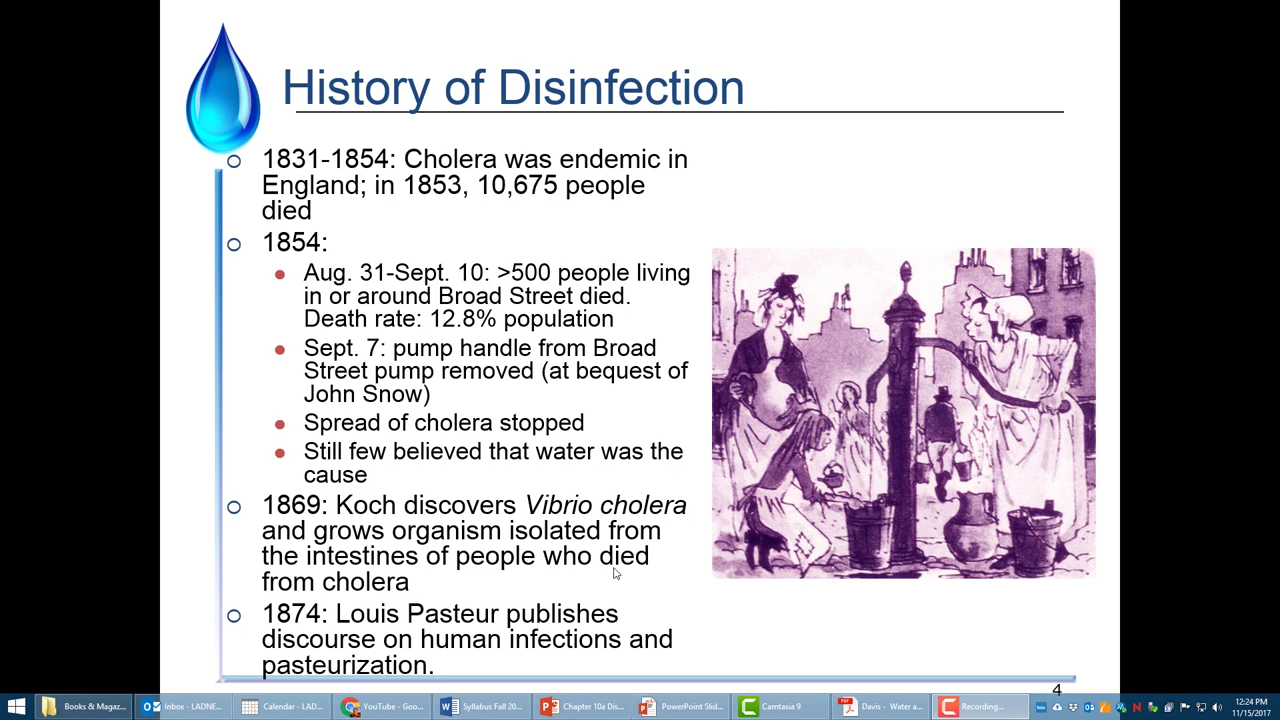 History of Disinfection
1831-1854: Cholera was endemic in
England; in 1853, 10,675 people
died
1854:
Aug. 31-Sept. 10: >500 people living
in or around Broad Street died.
Death rate: 12.8% population
Sept. 7: pump handle from Broad
Street pump removed (at bequest of
John Snow)
Spread of cholera stopped
Still few believed that water was the
cause
1869: Koch discovers Vibrio cholera
and grows organism isolated from
the intestines of people who died
from cholera
1874: Louis Pasteur publishes
discourse on human infections and
pasteurization.
4
Books & Magaz...
Inbox - LADNE...
Calendar - LAD...
YouTube - Goo...
Syllabus Fall 20...
Chapter 10a Dis...
PowerPoint Slid...
Camtasia 9
Davis - Water a...
Recording...
12:24 PM
11/15/2017